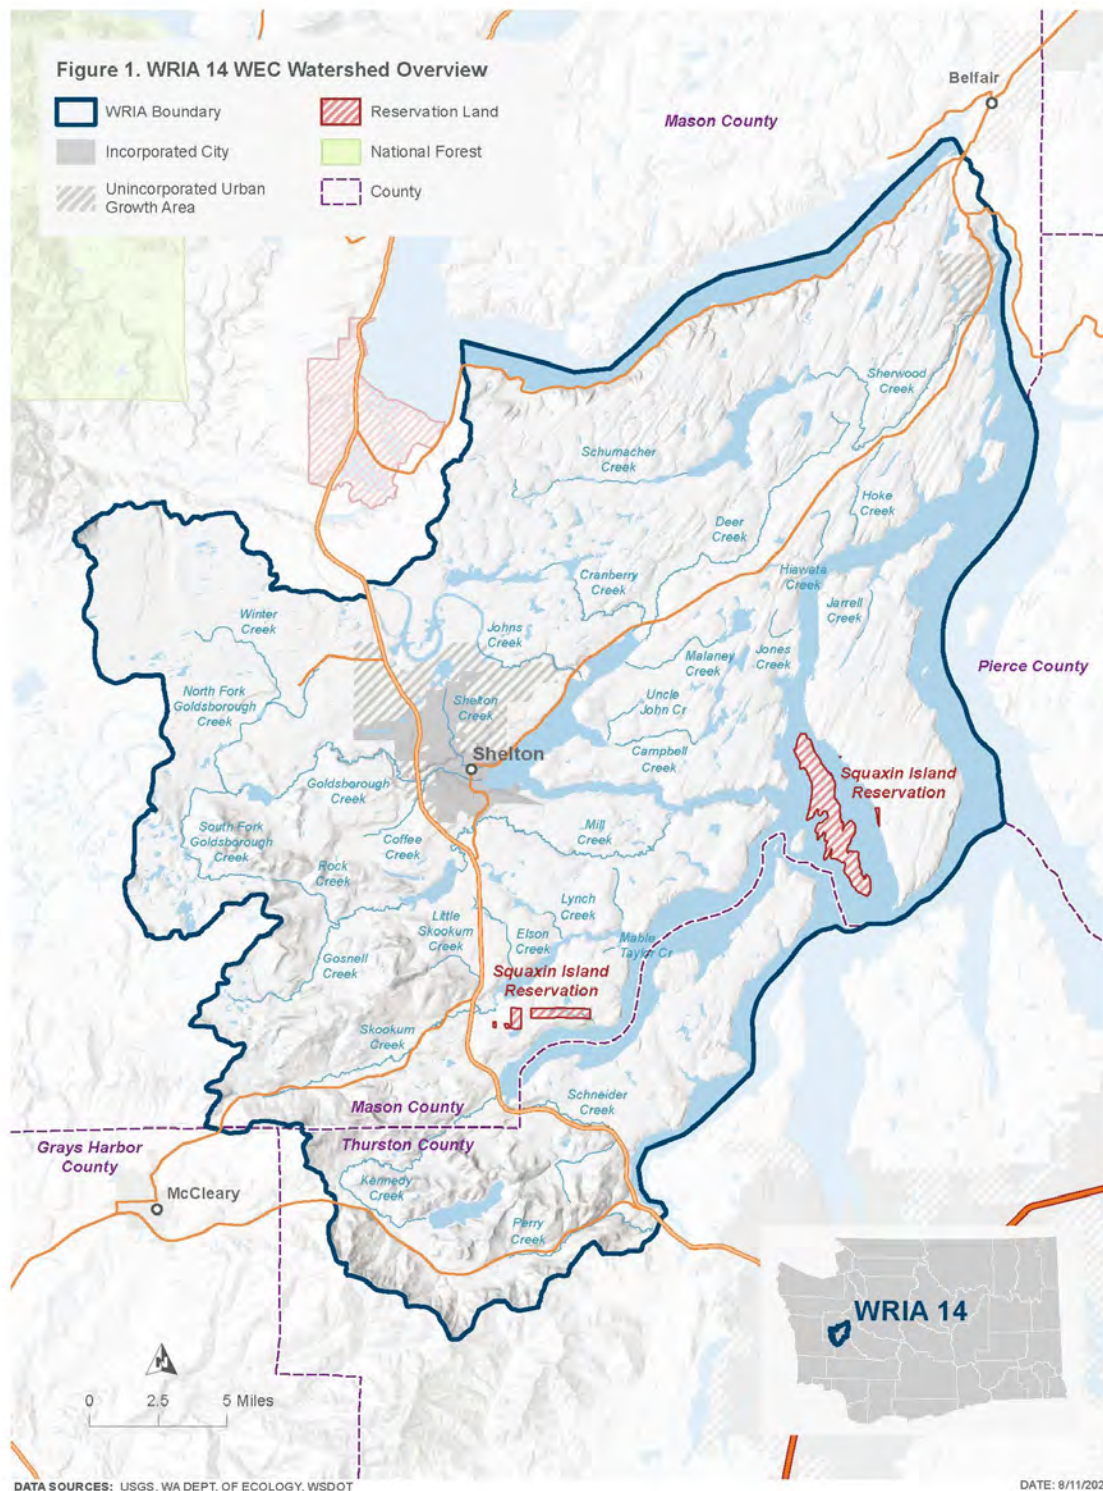 Figure 1. WRIA 14 WEC Watershed Overview
WRIA Boundary
Reservation Land
Incorporated City
National Forest
Unincorporated Urban
Growth Area
County
Belfair
Mason County
Sherwood
Creek
Schumacher
Creek
Hoke
Creek
Deer
Creek
Cranberry
Creek
Hiawata
Creek
Jarrell
Creek
Winter
Creek
Johns
Creek
Malaney
Creek
Jones
Creek
Pierce County
North Fork
Goldsborough
Creek
Shelton
Creek
Uncle
John Cr
Campbell
Creek
Shelton
Squaxin Island
Reservation
Goldsborough
Creek
South Fork
Goldsborough
Creek
Coffee
Creek
Mill
Creek
Rock
Creek
Lynch
Creek
Little
Skookum
Creek
Elson
Creek
Mable
Taylor Cr
Gosnell
Creek
Squaxin Island
Reservation
Skookum
Creek
Schneider
Creek
Mason County
Grays Harbor
County
Thurston County
Kennedy
Creek
McCleary
Perry
Creek
WRIA 14
N
0 2.5 5 Miles
DATA SOURCES: USGS, WA DEPT. OF ECOLOGY, WSDOT
DATE: 8/11/202